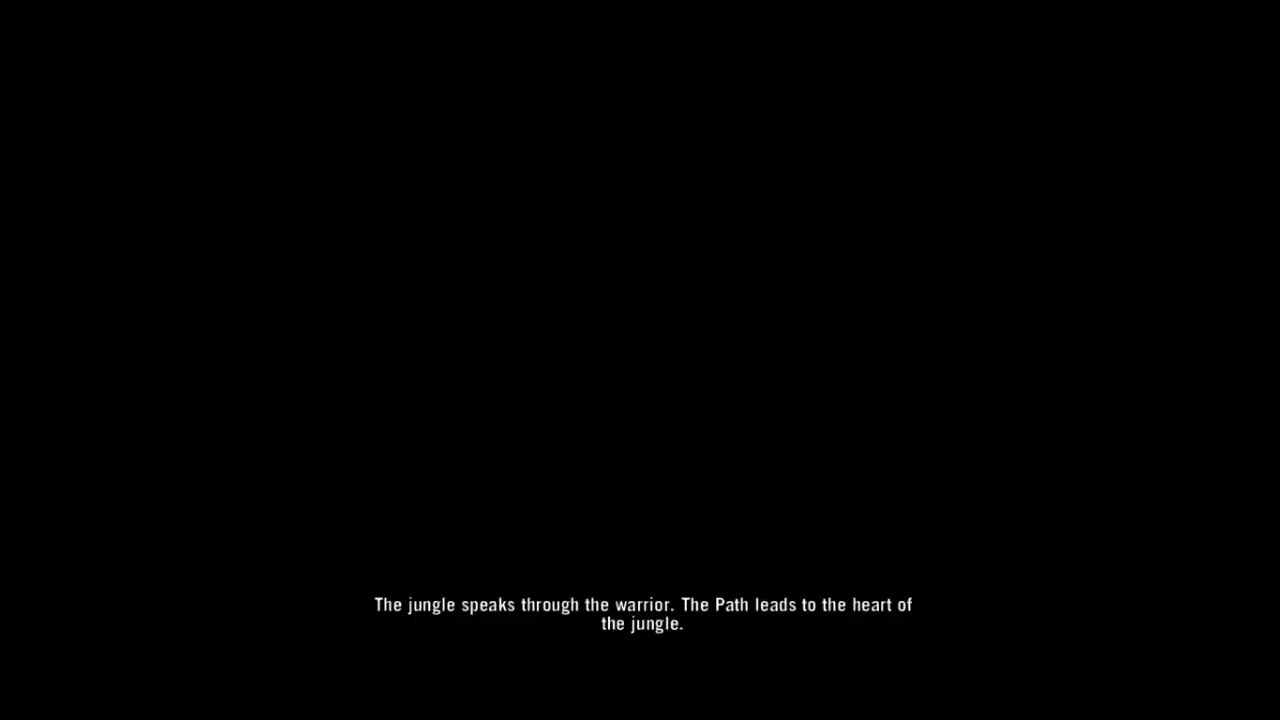 The jungle speaks through the warrior. The Path leads to the heart of
the jungle.